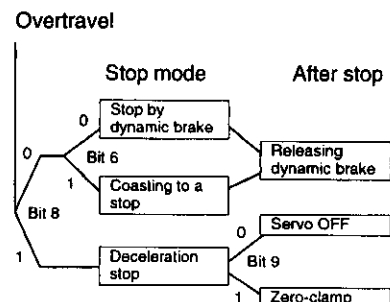 Overtravel
Stop mode
After stop
0
Stop by
dynamic brake
0
Bit 6
Releasing
dynamic brake
1
Coasting to a
stop
Bit 8
0
Servo OFF
1
Deceleration
stop
Bit 9
1
Zero-clamp